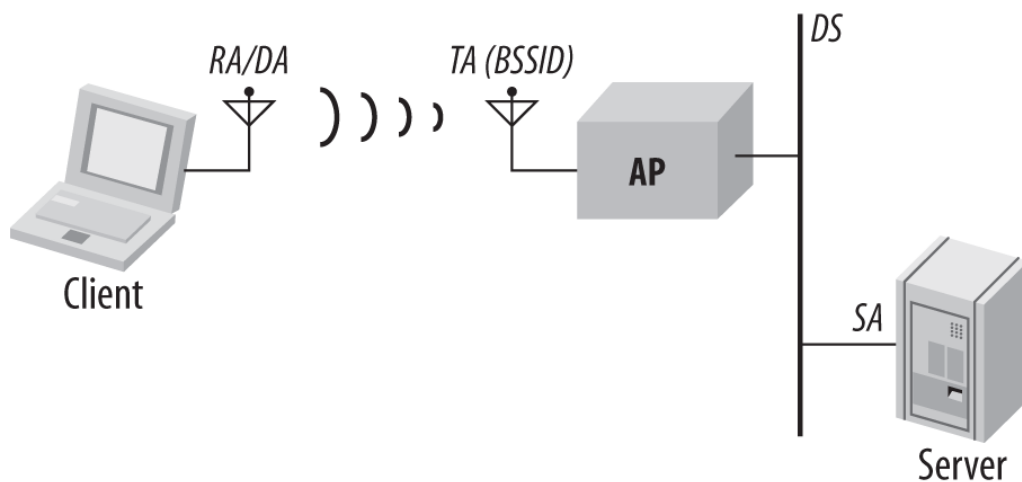 DS
RA/DA
TA (BSSID)
AP
Client
SA
Server